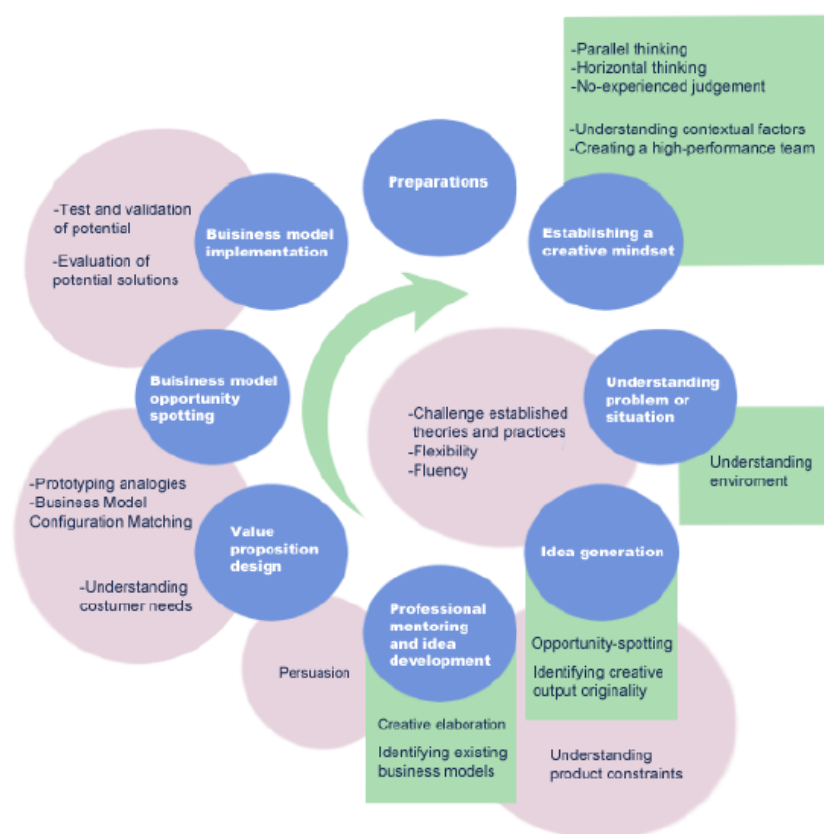 -Parallel thinking
-Horizontal thinking
-No-experienced judgement
-Understanding contextual factors
-Creating a high-performance team
Preparations
Establishing a
creative mindset
-Test and validation
of potential
-Evaluation of
potential solutions
Buisiness model
implementation
Buisiness model
opportunity
spotting
Understanding
problem or
situation
-Challenge established
theories and practices
-Flexibility
-Fluency
Understanding
enviroment
-Prototyping analogies
-Business Model
Configuration Matching
-Understanding
costumer needs
Value
proposition
design
Idea generation
Opportunity-spotting
Identifying creative
output originality
Professional
mentoring
and idea
development
Persuasion
Creative elaboration
Identifying existing
business models
Understanding
product constraints